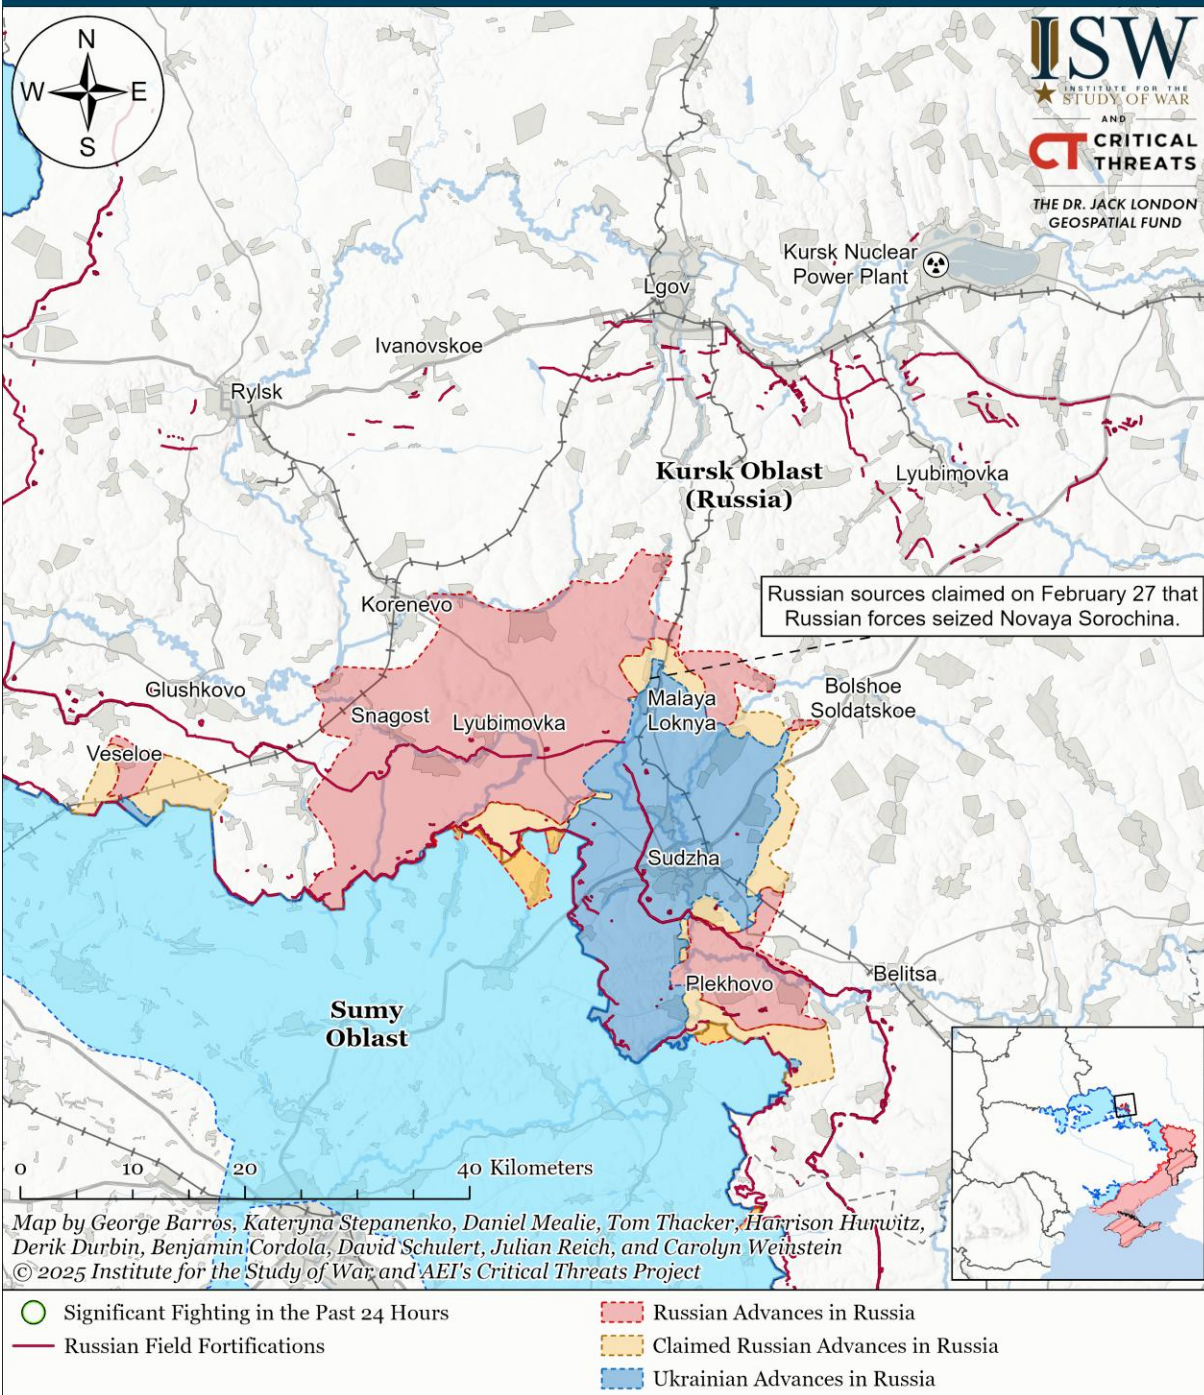 N
W
E
S
ISW
INSTITUTE FOR THE
STUDY OF WAR
AND
CT CRITICAL
THREATS
THE DR. JACK LONDON
GEOSPATIAL FUND
Kursk Nuclear
Power Plant
Lgov
Ivanovskoe
Rylsk
Kursk Oblast
(Russia)
Lyubimovka
Russian sources claimed on February 27 that
Russian forces seized Novaya Sorochina.
Korenevo
Glushkovo
Snagost
Lyubimovka
Malaya
Loknya
Bolshoe
Soldatskoe
Veseloe
Sudzha
Plekhovo
Belitsa
Sumy
Oblast
0 10 20 40 Kilometers
Map by George Barros, Kateryna Stepanenko, Daniel Mealie, Tom Thacker, Harrison Hurwitz,
Derik Durbin, Benjamin Cordola, David Schulert, Julian Reich, and Carolyn Weinstein
© 2025 Institute for the Study of War and AEI's Critical Threats Project
Significant Fighting in the Past 24 Hours
Russian Field Fortifications
Russian Advances in Russia
Claimed Russian Advances in Russia
Ukrainian Advances in Russia